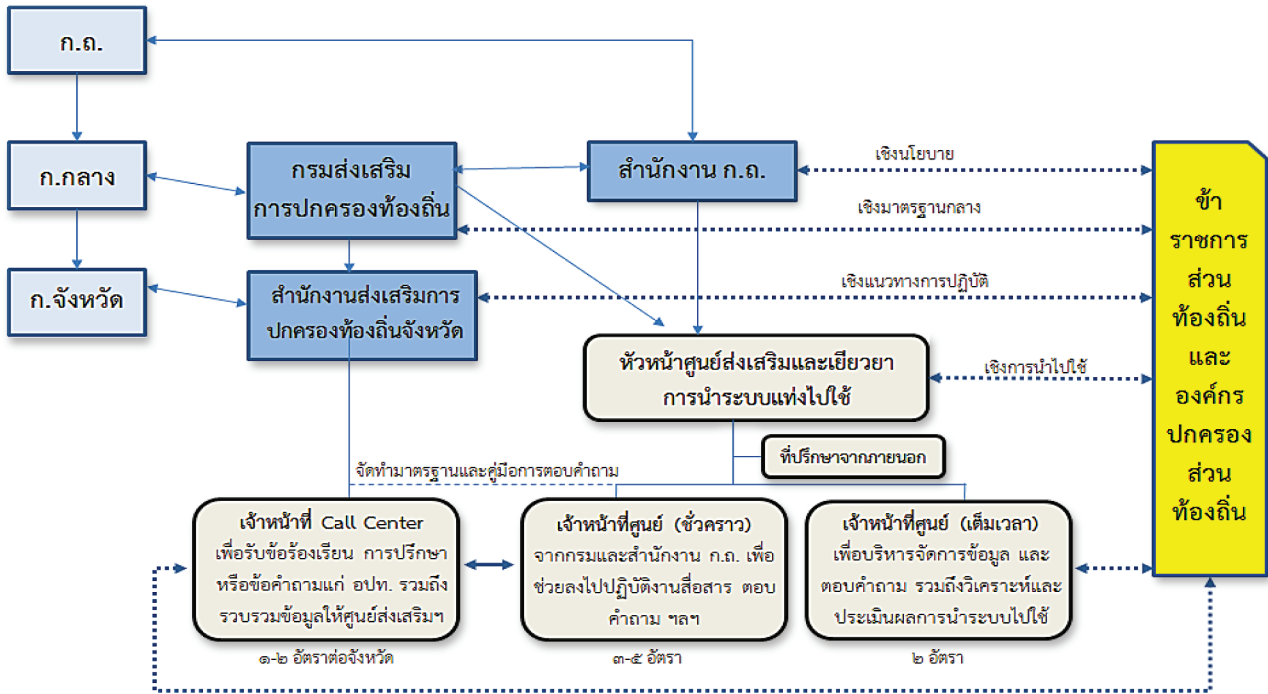 ก.ถ.
ก.กลาง
ก.จังหวัด
กรมส่งเสริม
การปกครองท้องถิ่น
สำนักงาน ก.ถ.
สำนักงานส่งเสริมการ
ปกครองท้องถิ่นจังหวัด
เชิงนโยบาย
เชิงมาตรฐานกลาง
เชิงแนวทางการปฏิบัติ
หัวหน้าศูนย์ส่งเสริมและเยียวยา
การนำระบบแท่งไปใช้
เชิงการนำไปใช้
ที่ปรึกษาจากภายนอก
จัดทำมาตรฐานและคู่มือการตอบคำถาม
เจ้าหน้าที่ Call Center
เพื่อรับข้อร้องเรียน การปรึกษา
หรือข้อคำถามแก่ อปท. รวมถึง
รวบรวมข้อมูลให้ศูนย์ส่งเสริมฯ
๑-๒ อัตราต่อจังหวัด
เจ้าหน้าที่ศูนย์ (ชั่วคราว)
จากกรมและสำนักงาน ก.ถ. เพื่อ
ช่วยลงไปปฏิบัติงานสื่อสาร ตอบ
คำถาม ฯลฯ
๓-๕ อัตรา
เจ้าหน้าที่ศูนย์ (เต็มเวลา)
เพื่อบริหารจัดการข้อมูล และ
ตอบคำถาม รวมถึงวิเคราะห์และ
ประเมินผลการนำระบบไปใช้
๒ อัตรา
ข้า
ราชการ
ส่วน
ท้องถิ่น
และ
องค์กร
ปกครอง
ส่วน
ท้องถิ่น